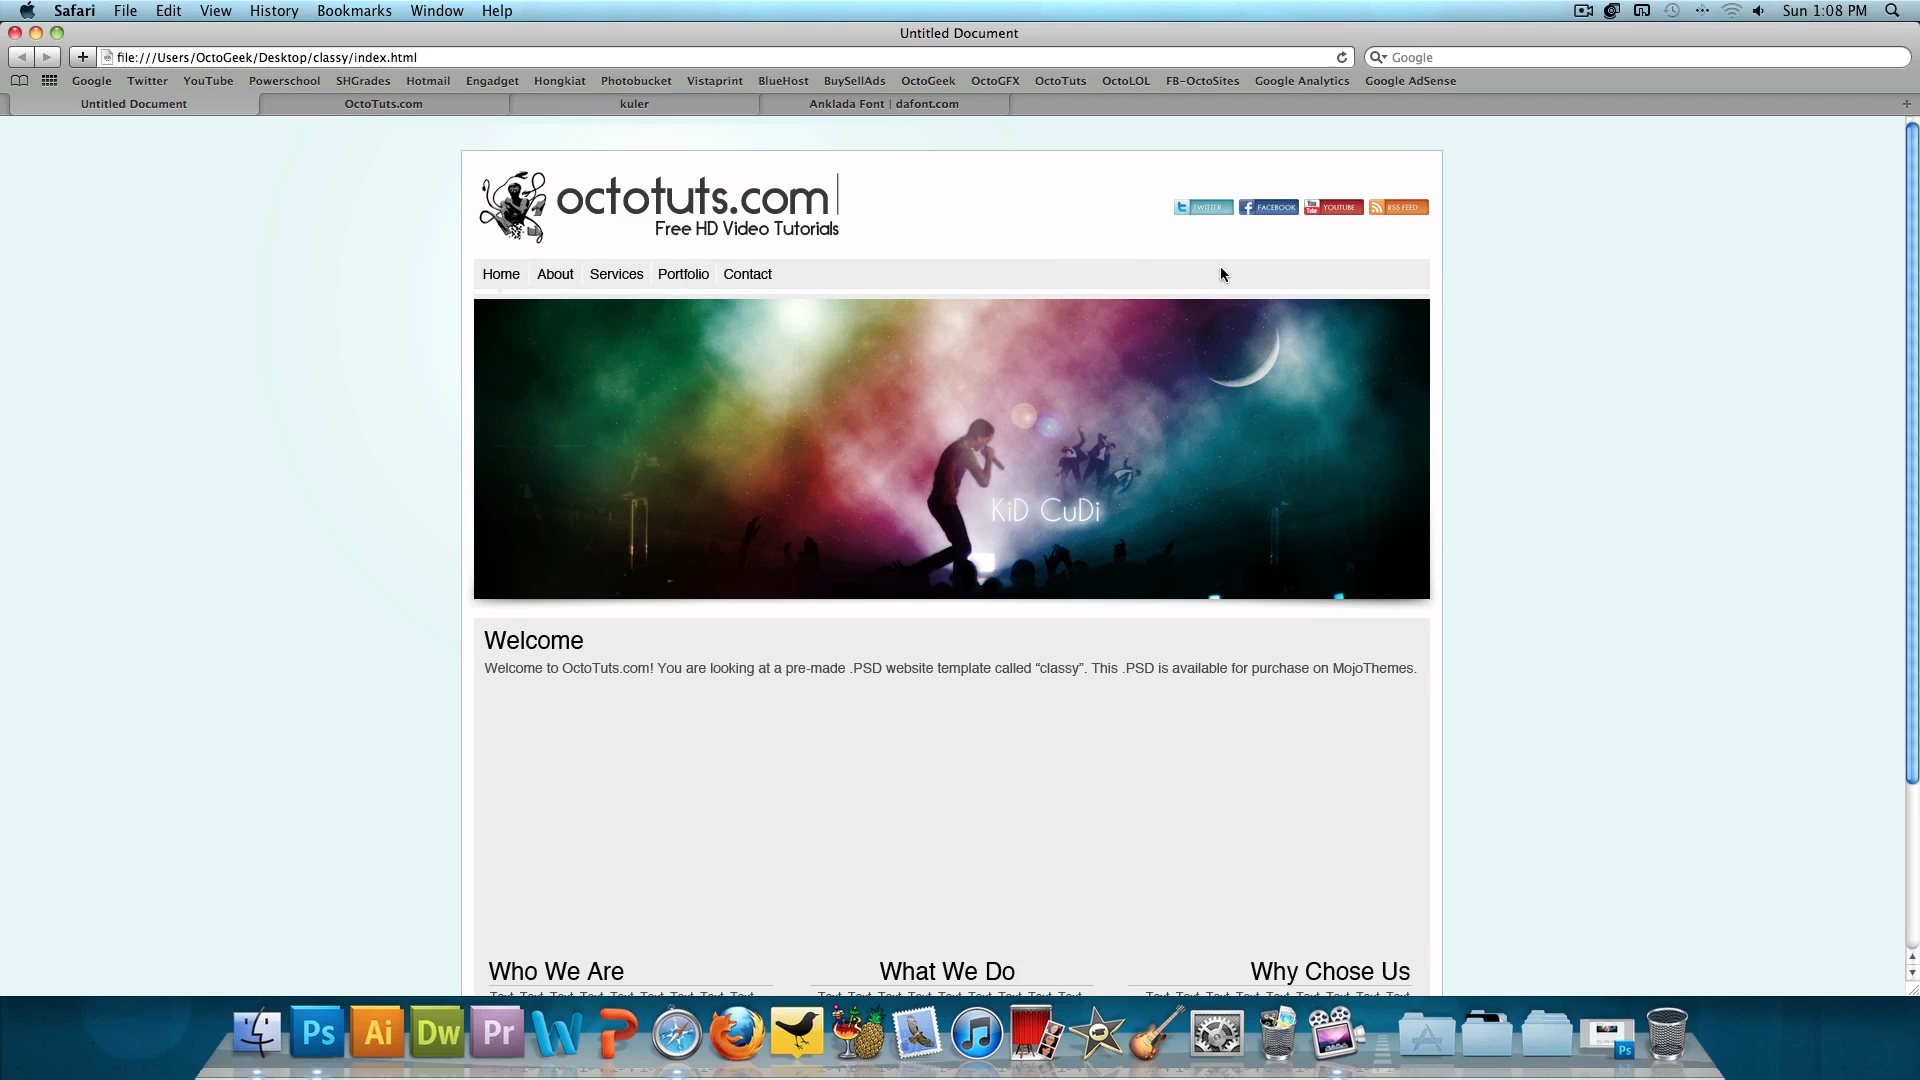 Safari File Edit View History Bookmarks Window Help
Sun 1:08 PM
Untitled Document
file:///Users/OctoGeek/Desktop/classy/index.html
Google
Google Twitter YouTube Powerschool SHGrades Hotmail Engadget Hongkiat Photobucket Vistaprint BlueHost BuySellAds OctoGeek OctoGFX OctoTuts OctoLOL FB-OctoSites Google Analytics Google AdSense
Untitled Document OctoTuts.com kuler Anklada Font | dafont.com
octotuts.com
Free HD Video Tutorials
TWITTER FACEBOOK You Tube YOUTUBE RSS FEED
Home About Services Portfolio Contact
KiD CuDi
Welcome
Welcome to OctoTuts.com! You are looking at a pre-made .PSD website template called “classy”. This .PSD is available for purchase on MojoThemes.
Who We Are What We Do Why Chose Us
Ps Ai Dw Pr
Ps